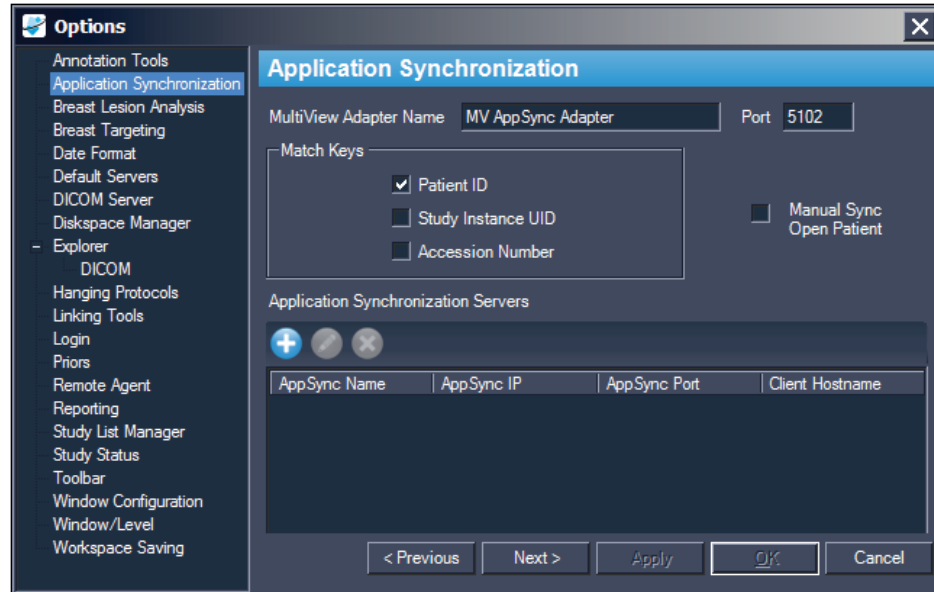 Options
Annotation Tools
Application Synchronization
Breast Lesion Analysis
Breast Targeting
Date Format
Default Servers
DICOM Server
Diskspace Manager
Explorer
DICOM
Hanging Protocols
Linking Tools
Login
Priors
Remote Agent
Reporting
Study List Manager
Study Status
Toolbar
Window Configuration
Window/Level
Workspace Saving
Application Synchronization
MultiView Adapter Name MV AppSync Adapter Port 5102
Match Keys
Patient ID
Study Instance UID
Accession Number
Manual Sync
Open Patient
Application Synchronization Servers
AppSync Name AppSync IP AppSync Port Client Hostname
< Previous Next > Apply OK Cancel